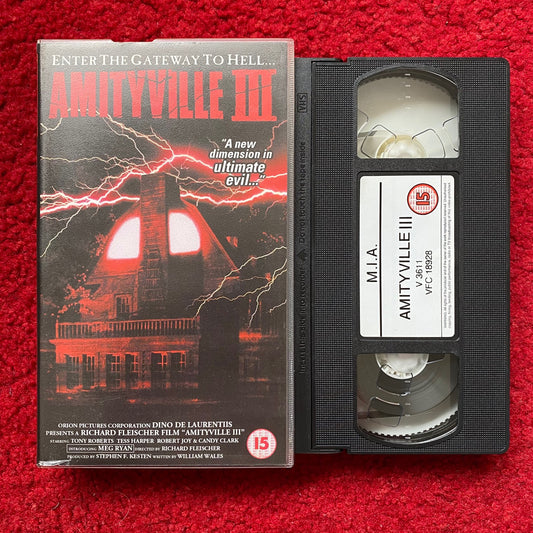 ENTER THE GATEWAY TO HELL...
AMITYVILLE III
"A new
dimension in
ultimate
evil..."
ORION PICTURES CORPORATION DINO DE LAURENTIIS
PRESENTS A RICHARD FLEISCHER FILM "AMITYVILLE III"
STARRING TONY ROBERTS TESS HARPER ROBERT JOY & CANDY CLARK
INTRODUCING MEG RYAN DIRECTED BY RICHARD FLEISCHER
PRODUCED BY STEPHEN F. KESTEN WRITTEN BY WILLIAM WALES
15
VHS
M.I.A.
AMITYVILLE III
V 3611
VFC 18928
15